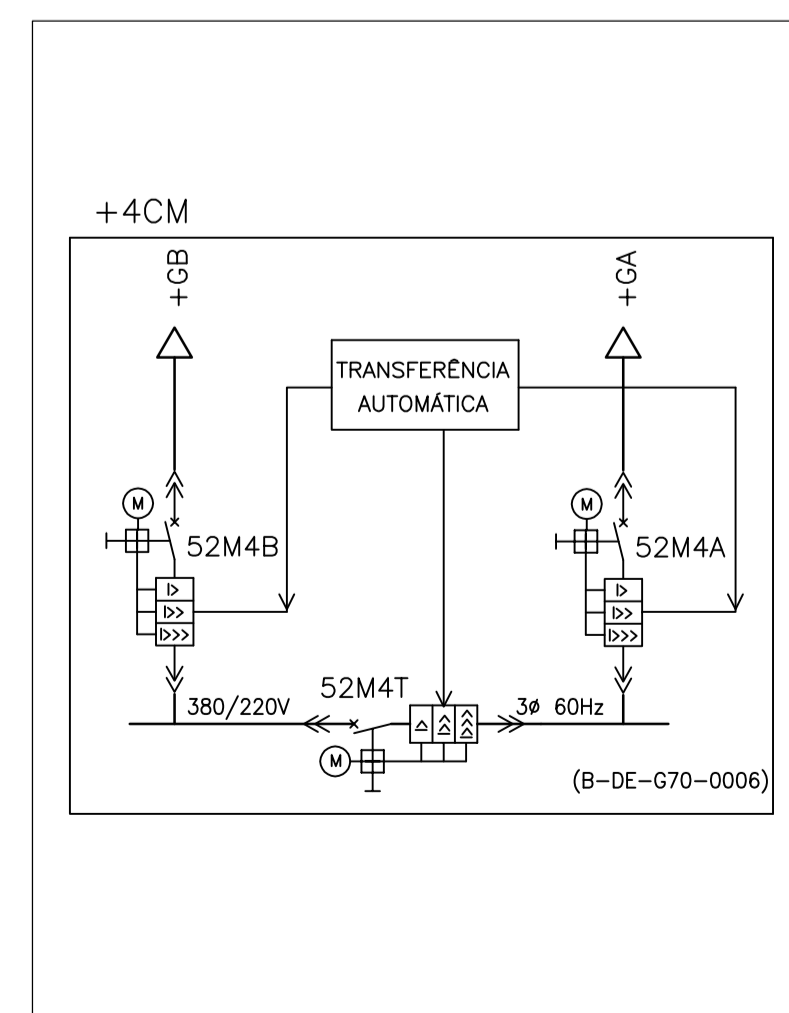 +4CM
+GB
+GA
TRANSFERÊNCIA
AUTOMÁTICA
M
M
52M4B
52M4A
I>
I>>
I>>>
I>
I>>
I>>>
52M4T
380/220V
3ø 60Hz
I>
I>>
I>>>
M
(B-DE-G70-0006)